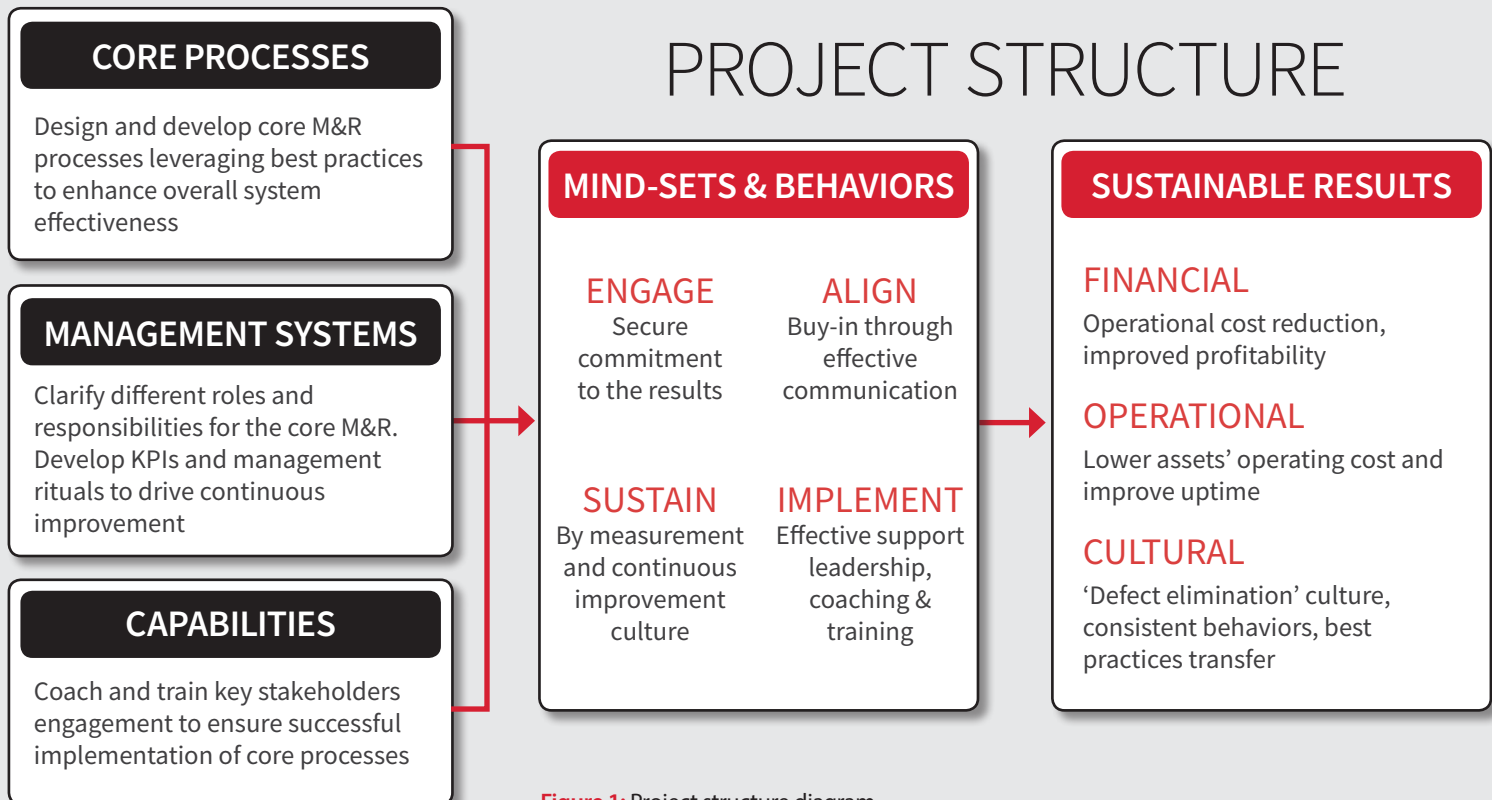 PROJECT STRUCTURE
CORE PROCESSES
Design and develop core M&R
processes leveraging best practices
to enhance overall system
effectiveness
MANAGEMENT SYSTEMS
Clarify different roles and
responsibilities for the core M&R.
Develop KPIs and management
rituals to drive continuous
improvement
CAPABILITIES
Coach and train key stakeholders
engagement to ensure successful
implementation of core processes
MIND-SETS & BEHAVIORS
ENGAGE
Secure
commitment
to the results
ALIGN
Buy-in through
effective
communication
SUSTAIN
By measurement
and continuous
improvement
culture
IMPLEMENT
Effective support
leadership,
coaching &
training
SUSTAINABLE RESULTS
FINANCIAL
Operational cost reduction,
improved profitability
OPERATIONAL
Lower assets’ operating cost and
improve uptime
CULTURAL
‘Defect elimination’ culture,
consistent behaviors, best
practices transfer
Figure 1: Project structure diagram